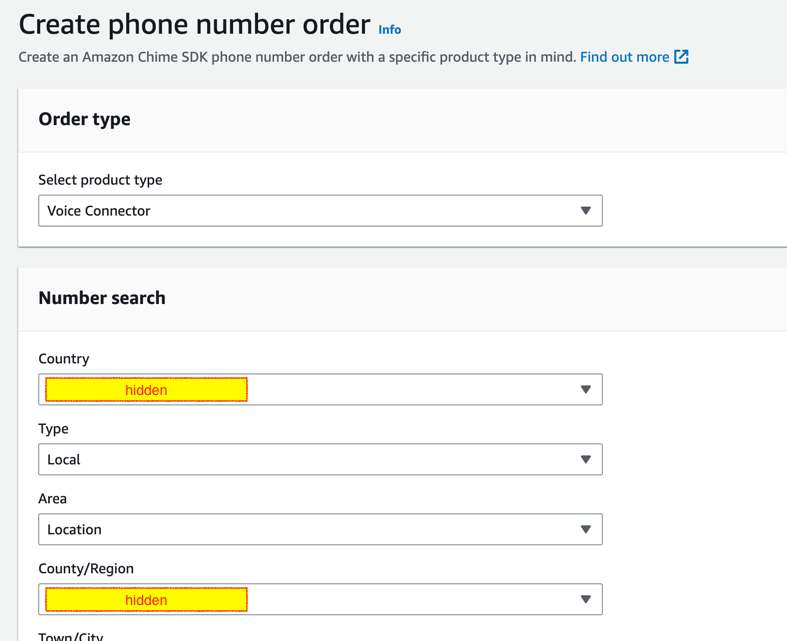 Create phone number order Info
Create an Amazon Chime SDK phone number order with a specific product type in mind. Find out more
Order type
Select product type
Voice Connector
Number search
Country
hidden
Type
Local
Area
Location
County/Region
hidden
Town/City